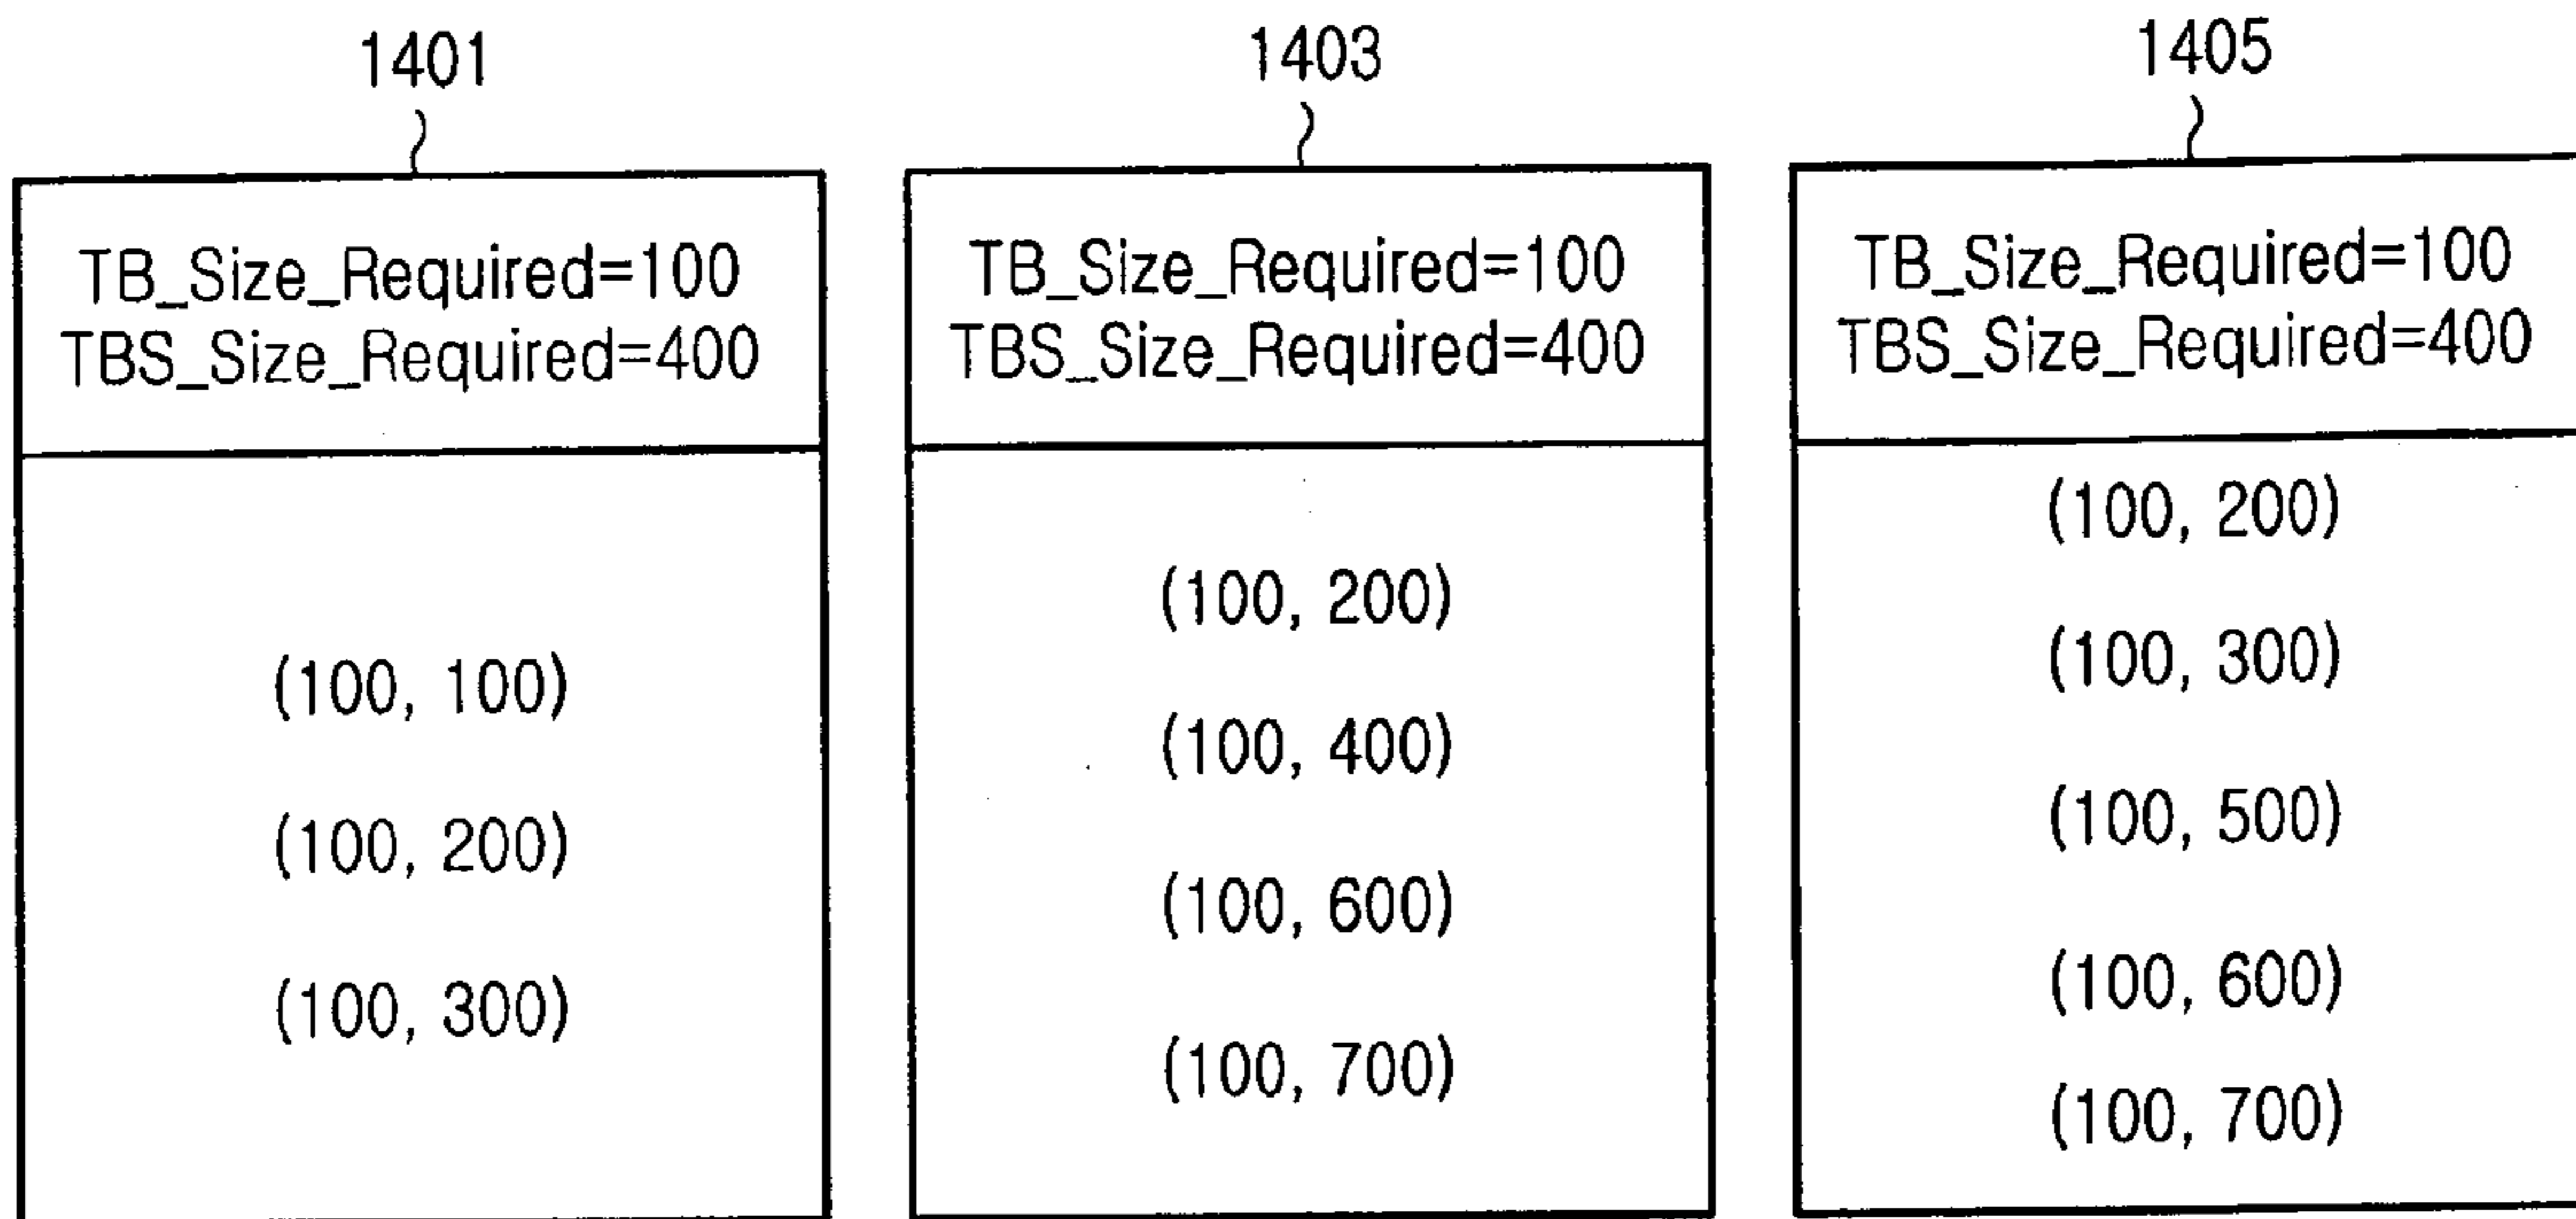 1401
TB_Size_Required=100
TBS_Size_Required=400
(100, 100)
(100, 200)
(100, 300)
1403
TB_Size_Required=100
TBS_Size_Required=400
(100, 200)
(100, 400)
(100, 600)
(100, 700)
1405
TB_Size_Required=100
TBS_Size_Required=400
(100, 200)
(100, 300)
(100, 500)
(100, 600)
(100, 700)